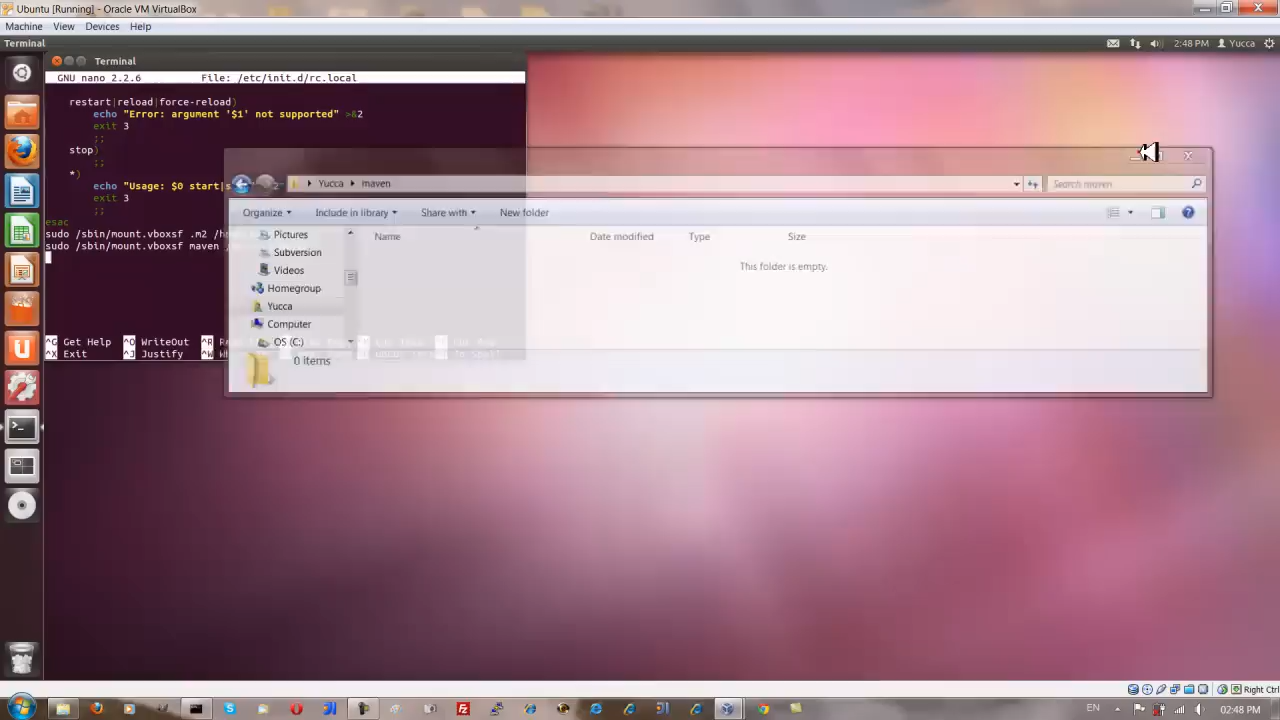 Ubuntu [Running] - Oracle VM VirtualBox
Machine View Devices Help
Terminal
2:48 PM Yucca
Terminal
GNU nano 2.2.6 File: /etc/init.d/rc.local
restart|reload|force-reload)
echo "Error: argument '$1' not supported" >&2
exit 3
;;
stop)
;;
*)
echo "Usage: $0 start|s
exit 3
;;
esac
sudo /sbin/mount.vboxsf .m2
sudo /sbin/mount.vboxsf maven
^G Get Help ^O WriteOut ^R
^X Exit ^J Justify ^W
Yucca maven
Search maven
Organize Include in library Share with New folder
Name Date modified Type Size
This folder is empty.
Pictures
Subversion
Videos
Homegroup
Yucca
Computer
OS (C:)
0 items
Right Ctrl
EN 02:48 PM